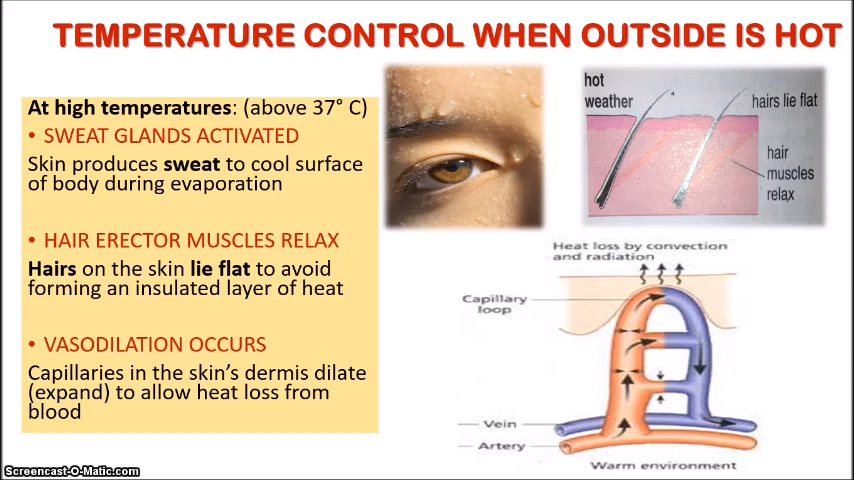 TEMPERATURE CONTROL WHEN OUTSIDE IS HOT
At high temperatures: (above 37° C)
• SWEAT GLANDS ACTIVATED
Skin produces sweat to cool surface
of body during evaporation
• HAIR ERECTOR MUSCLES RELAX
Hairs on the skin lie flat to avoid
forming an insulated layer of heat
• VASODILATION OCCURS
Capillaries in the skin's dermis dilate
(expand) to allow heat loss from
blood
hot
weather
hairs lie flat
hair
muscles
relax
Heat loss by convection
and radiation
Capillary
loop
Vein
Artery
Warm environment
Screencast-O-Matic.com